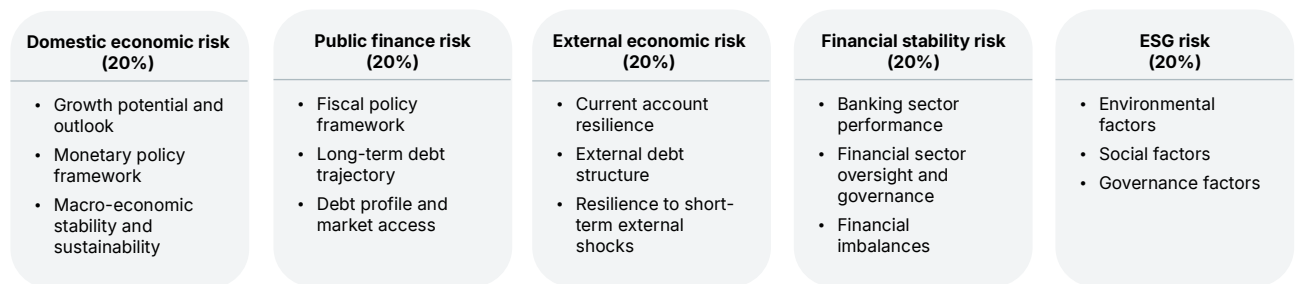 Domestic economic risk
(20%)
• Growth potential and
outlook
• Monetary policy
framework
• Macro-economic
stability and
sustainability
Public finance risk
(20%)
• Fiscal policy
framework
• Long-term debt
trajectory
• Debt profile and
market access
External economic risk
(20%)
• Current account
resilience
• External debt
structure
• Resilience to short-
term external
shocks
Financial stability risk
(20%)
• Banking sector
performance
• Financial sector
oversight and
governance
• Financial
imbalances
ESG risk
(20%)
• Environmental
factors
• Social factors
• Governance factors